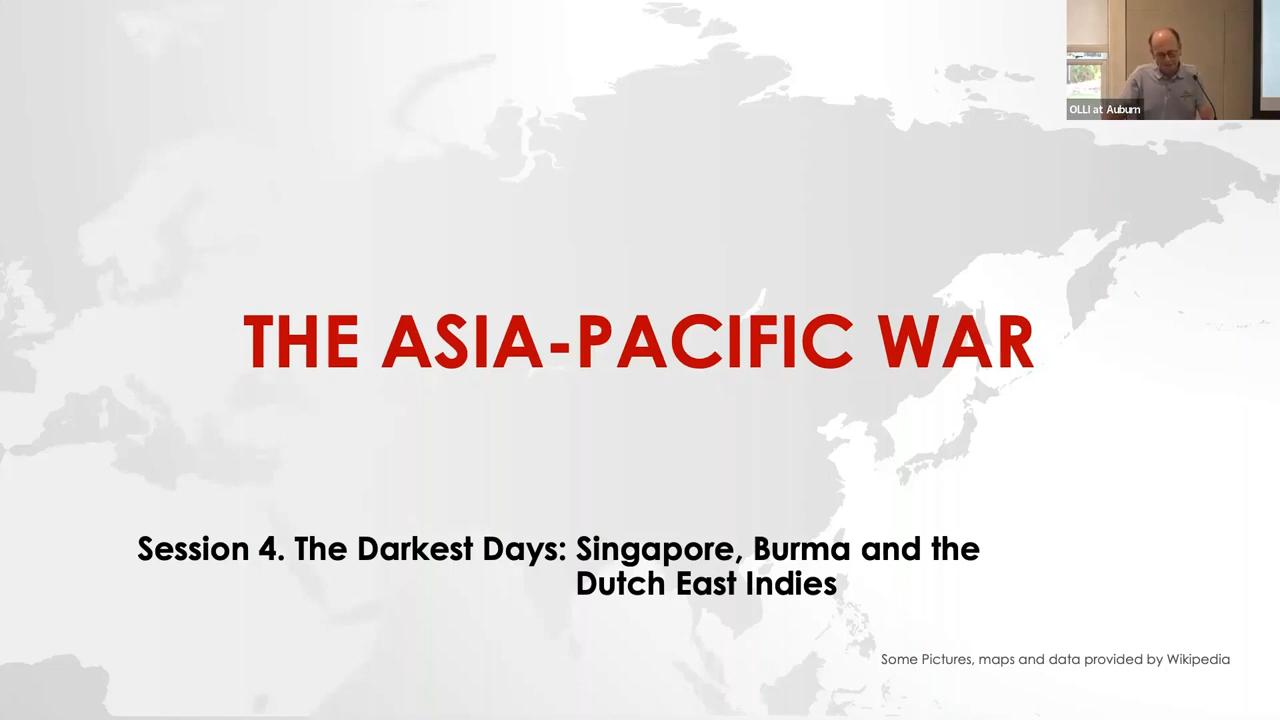 OLLI at Auburn
THE ASIA-PACIFIC WAR
Session 4. The Darkest Days: Singapore, Burma and the
Dutch East Indies
Some Pictures, maps and data provided by Wikipedia